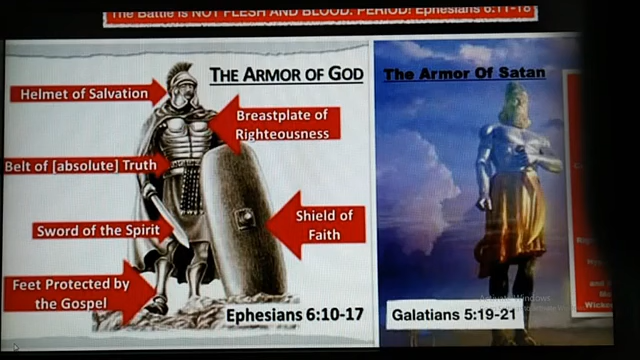 The Battle is NOT FLESH AND BLOOD. PERIOD! Ephesians 6:11-18
THE ARMOR OF GOD
Helmet of Salvation
Breastplate of
Righteousness
Belt of [absolute] Truth
Sword of the Spirit
Shield of
Faith
Feet Protected by
the Gospel
Ephesians 6:10-17
The Armor Of Satan
Galatians 5:19-21
Activate Windows